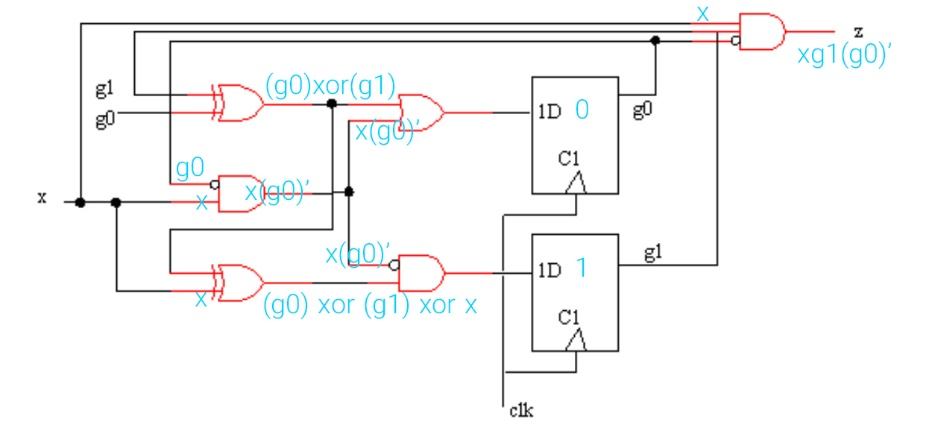 x
z
xg1(g0)’
g1
(g0)xor(g1)
g0
x(g0)’
1D 0
g0
C1
g0
x(g0)’
x
x
x(g0)’
g1
1D 1
x
(g0) xor (g1) xor x
C1
clk